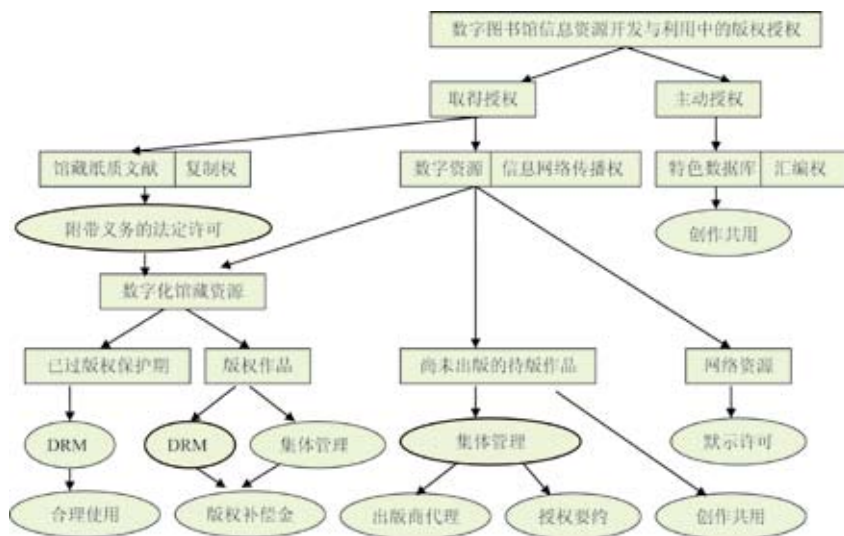 数字图书馆信息资源开发与利用中的版权授权
取得授权
主动授权
馆藏纸质文献 复制权
数字资源 信息网络传播权
特色数据库 汇编权
附带义务的法定许可
创作共用
数字化馆藏资源
已过版权保护期
版权作品
尚未出版的待版作品
网络资源
DRM
DRM
集体管理
集体管理
默示许可
合理使用
版权补偿金
出版商代理
授权要约
创作共用